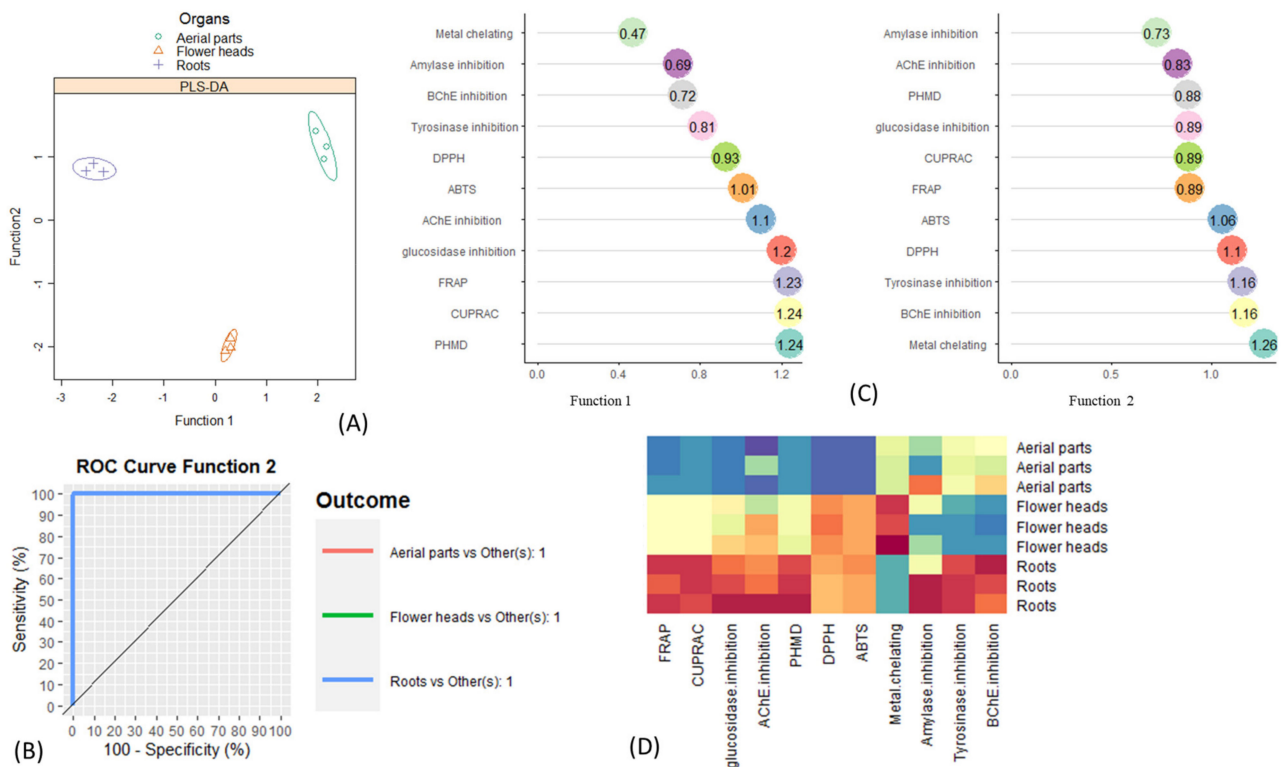 Organs
Aerial parts
Flower heads
Roots
PLS-DA
1
0
-1
-2
Function2
-3
-2
-1
0
1
2
Function 1
(A)
Metal chelating
0.47
Amylase inhibition
0.69
BChE inhibition
0.72
Tyrosinase inhibition
0.81
DPPH
0.93
ABTS
1.01
AChE inhibition
1.1
glucosidase inhibition
1.2
FRAP
1.23
CUPRAC
1.24
PHMD
1.24
0.0
0.4
0.8
1.2
Function 1
(C)
Amylase inhibition
0.73
AChE inhibition
0.83
PHMD
0.88
glucosidase inhibition
0.89
CUPRAC
0.89
FRAP
0.89
ABTS
1.06
DPPH
1.1
Tyrosinase inhibition
1.16
BChE inhibition
1.16
Metal chelating
1.26
0.0
0.5
1.0
Function 2
ROC Curve Function 2
100
90
80
70
60
50
40
30
20
10
0
Sensitivity (%)
0 10 20 30 40 50 60 70 80 90 100
100 - Specificity (%)
(B)
Outcome
Aerial parts vs Other(s): 1
Flower heads vs Other(s): 1
Roots vs Other(s): 1
Aerial parts
Aerial parts
Aerial parts
Flower heads
Flower heads
Flower heads
Roots
Roots
Roots
FRAP
CUPRAC
glucosidase.inhibition
AChE.inhibition
PHMD
DPPH
ABTS
Metal.chelating
Amylase.inhibition
Tyrosinase.inhibition
BChE.inhibition
(D)